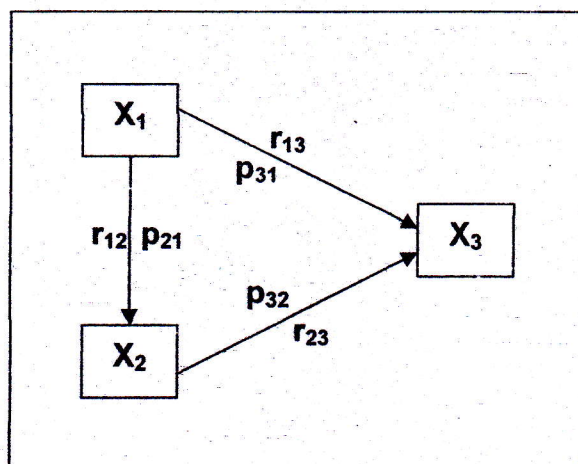 X₁
r₁₃
p₃₁
X₃
r₁₂ p₂₁
p₃₂
r₂₃
X₂